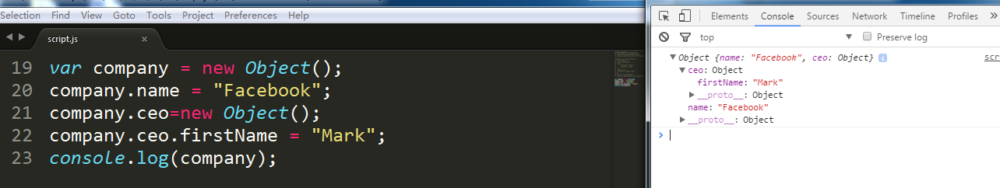 Selection Find View Goto Tools Project Preferences Help
script.js ×
19 var company = new Object();
20 company.name = "Facebook";
21 company.ceo=new Object();
22 company.ceo.firstName = "Mark";
23 console.log(company);
Elements Console Sources Network Timeline Profiles »
top Preserve log
Object {name: "Facebook", ceo: Object} i scr
ceo: Object
firstName: "Mark"
__proto__: Object
name: "Facebook"
__proto__: Object
>